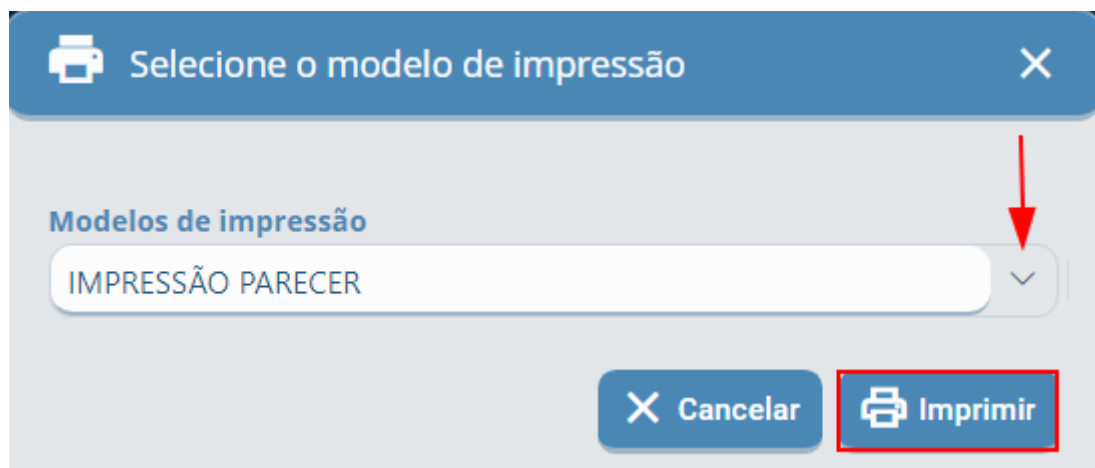 Selecione o modelo de impressão
Modelos de impressão
IMPRESSÃO PARECER
Cancelar
Imprimir